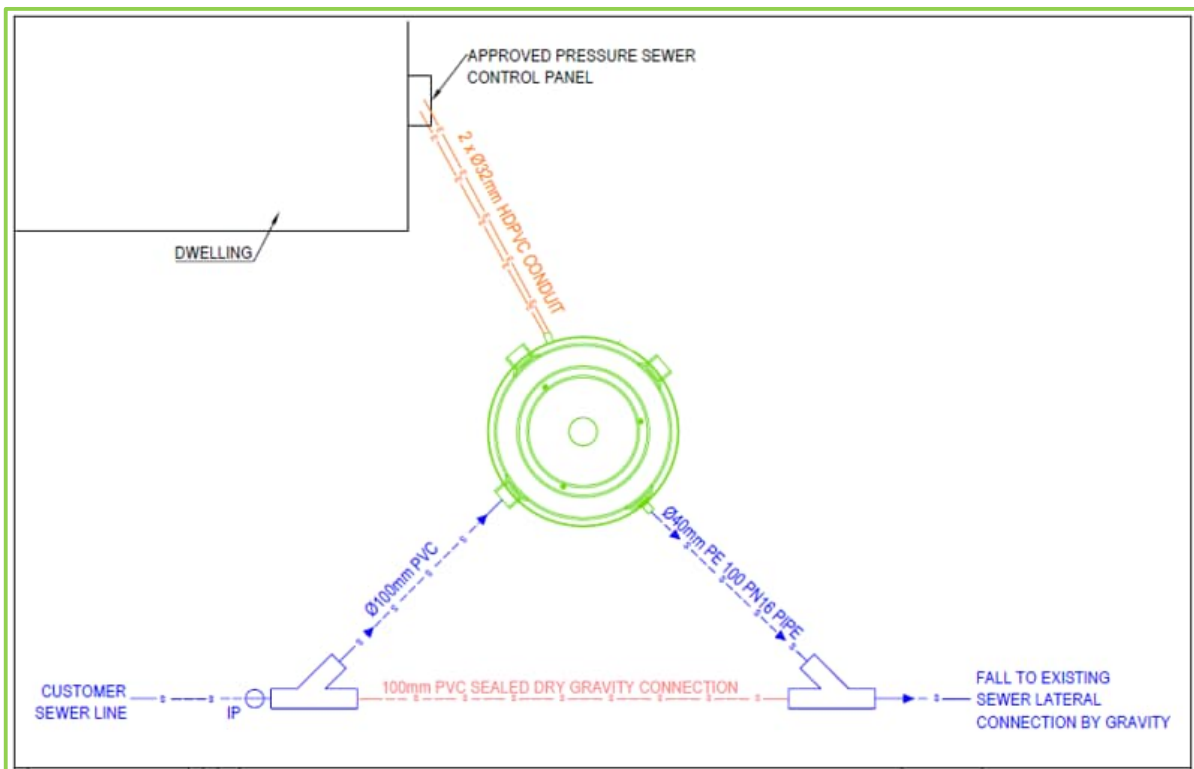 APPROVED PRESSURE SEWER
CONTROL PANEL
2 x Ø32mm HDPVC CONDUIT
DWELLING
Ø100mm PVC
Ø40mm PE 100 PN16 PIPE
CUSTOMER
SEWER LINE
IP
100mm PVC SEALED DRY GRAVITY CONNECTION
FALL TO EXISTING
SEWER LATERAL
CONNECTION BY GRAVITY